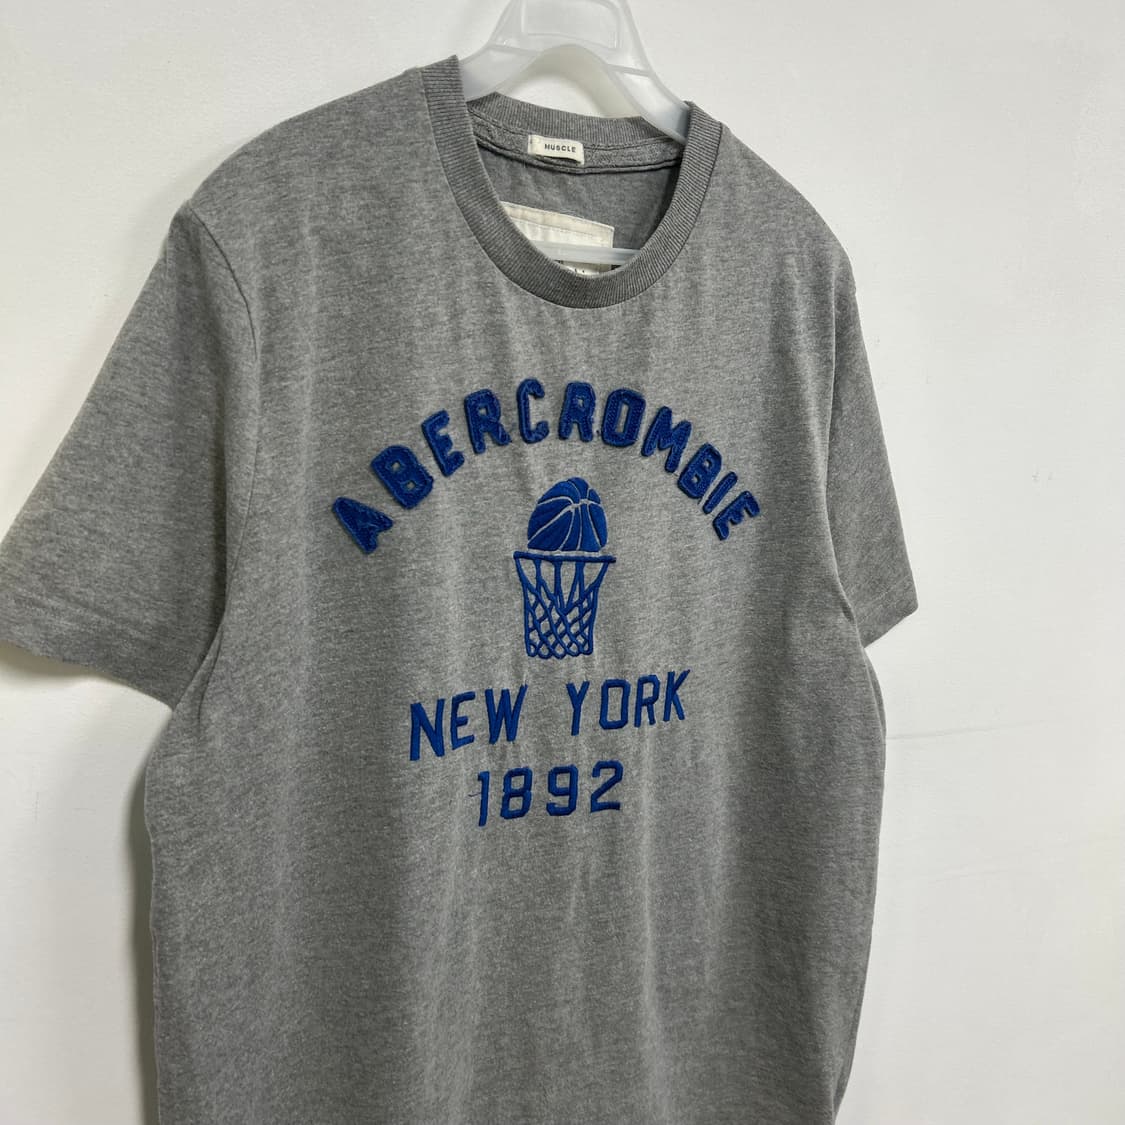 MUSCLE
ABERCROMBIE
NEW YORK
1892